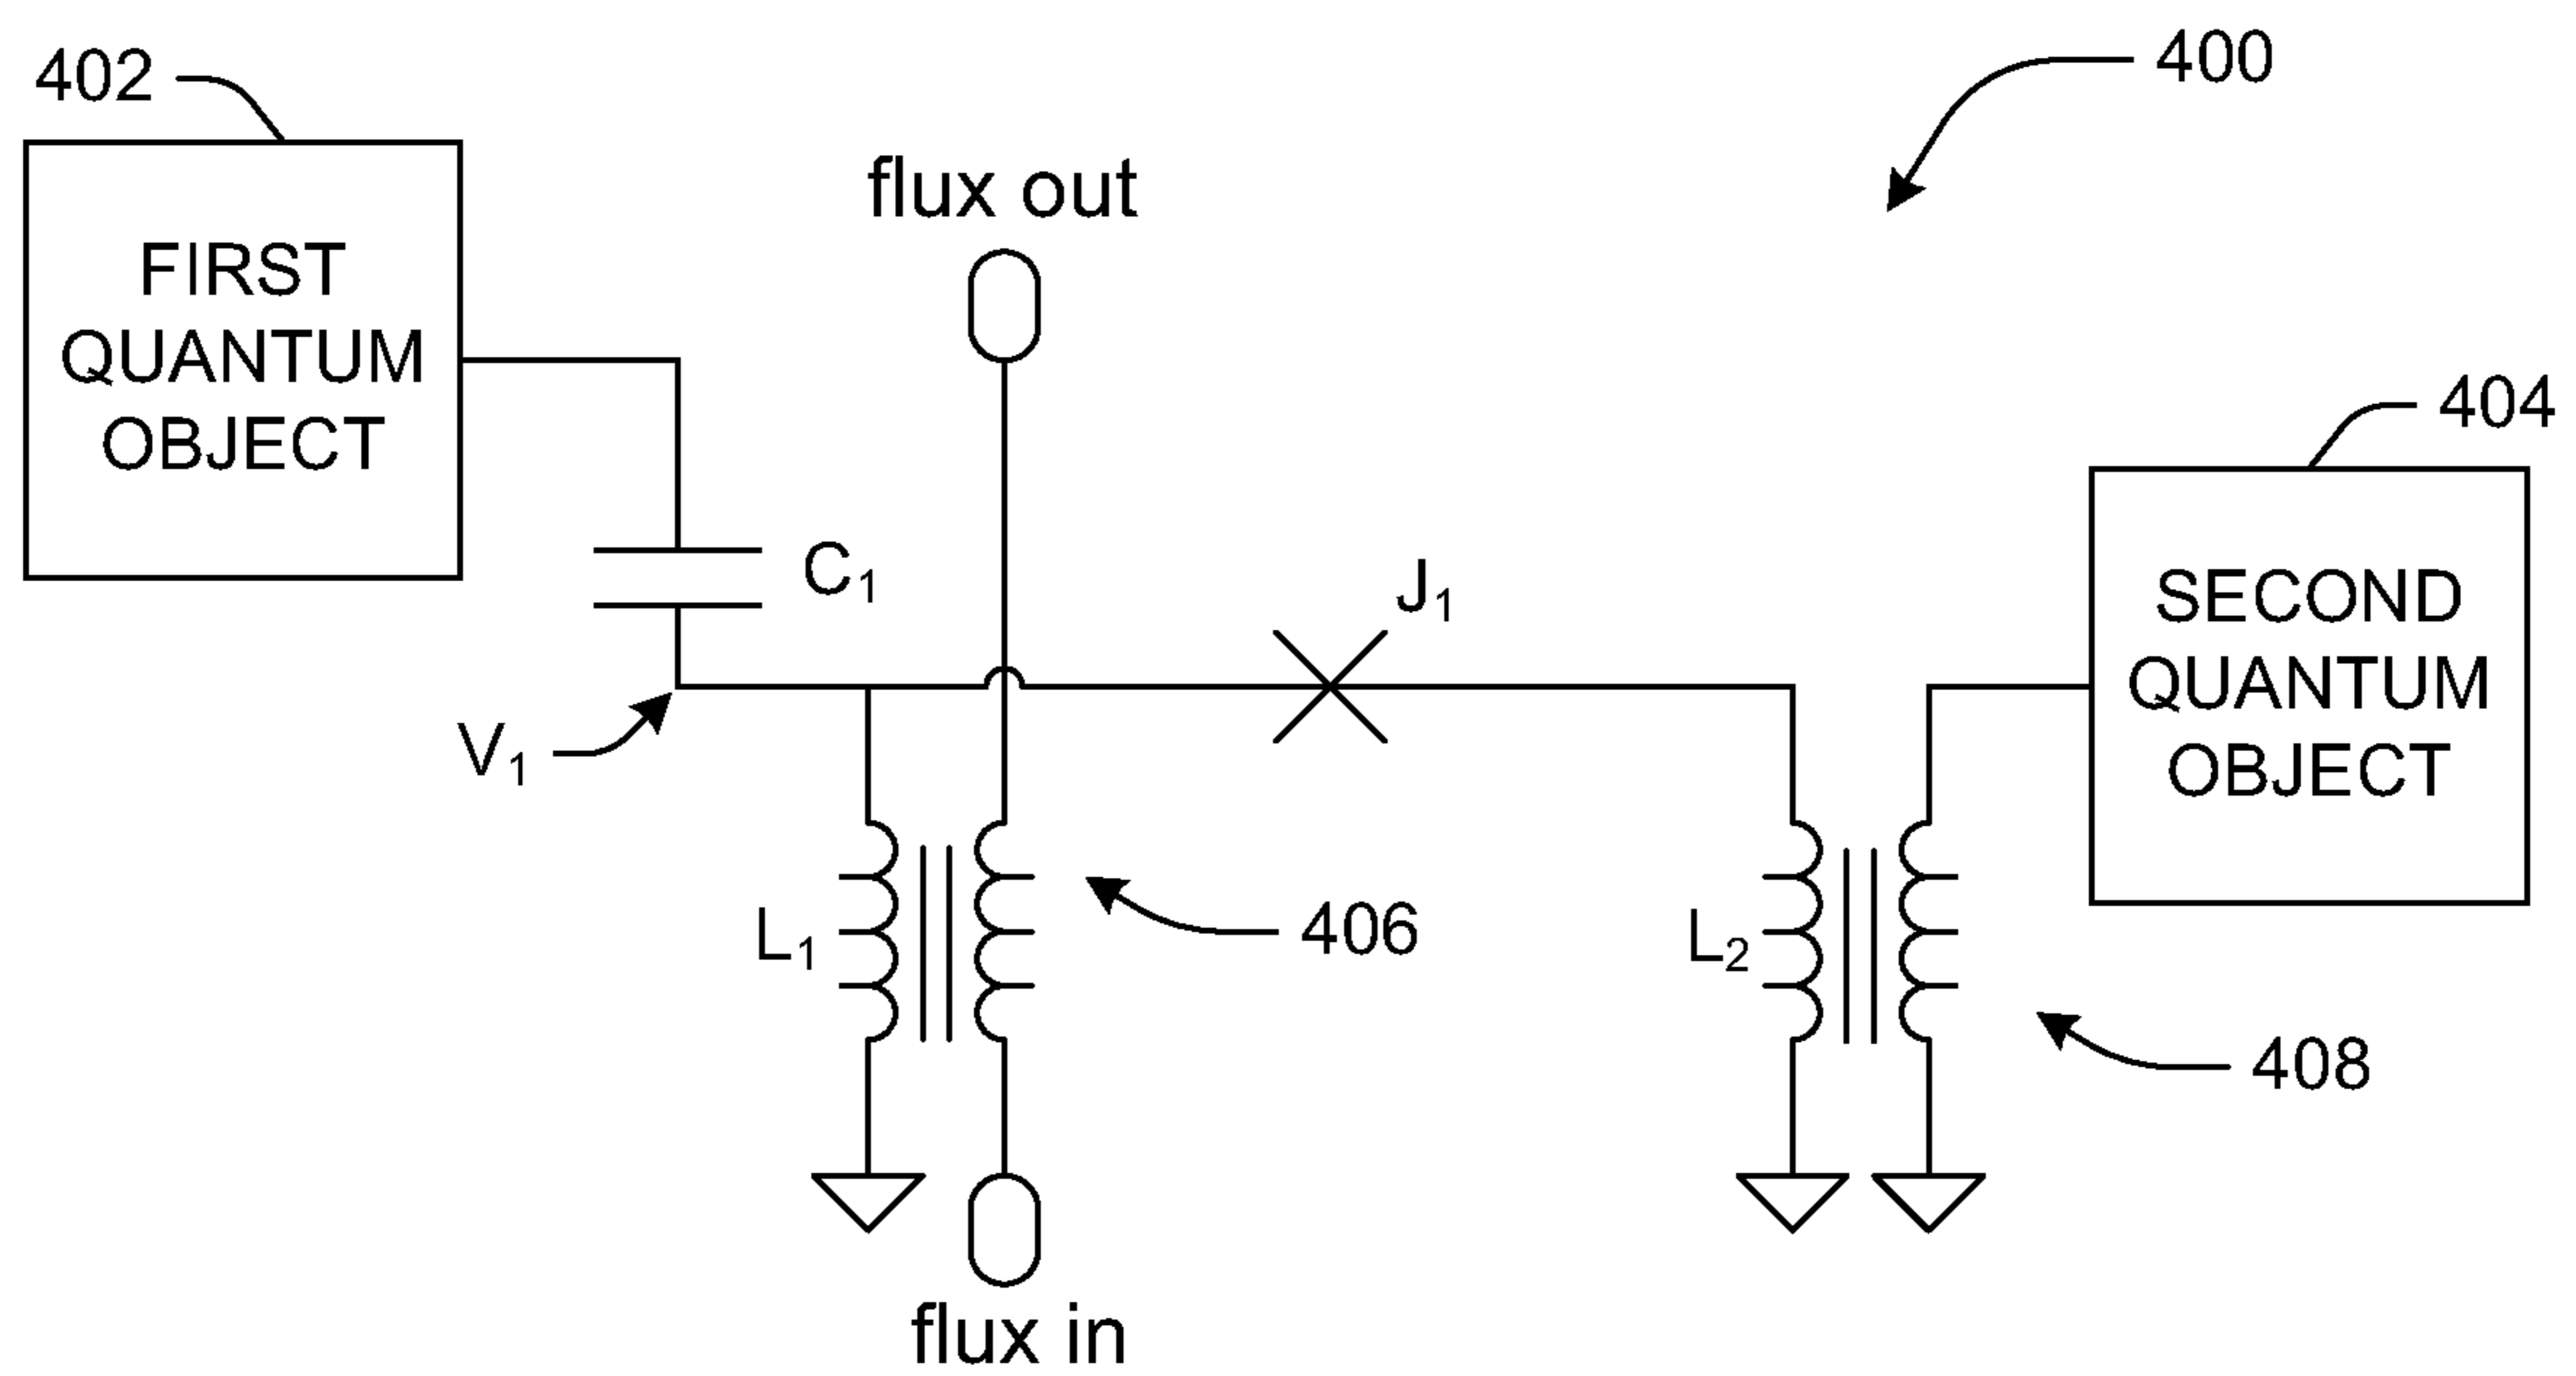 400
402
FIRST
QUANTUM
OBJECT
flux out
404
C₁
J₁
SECOND
QUANTUM
OBJECT
V₁
L₁
406
L₂
408
flux in